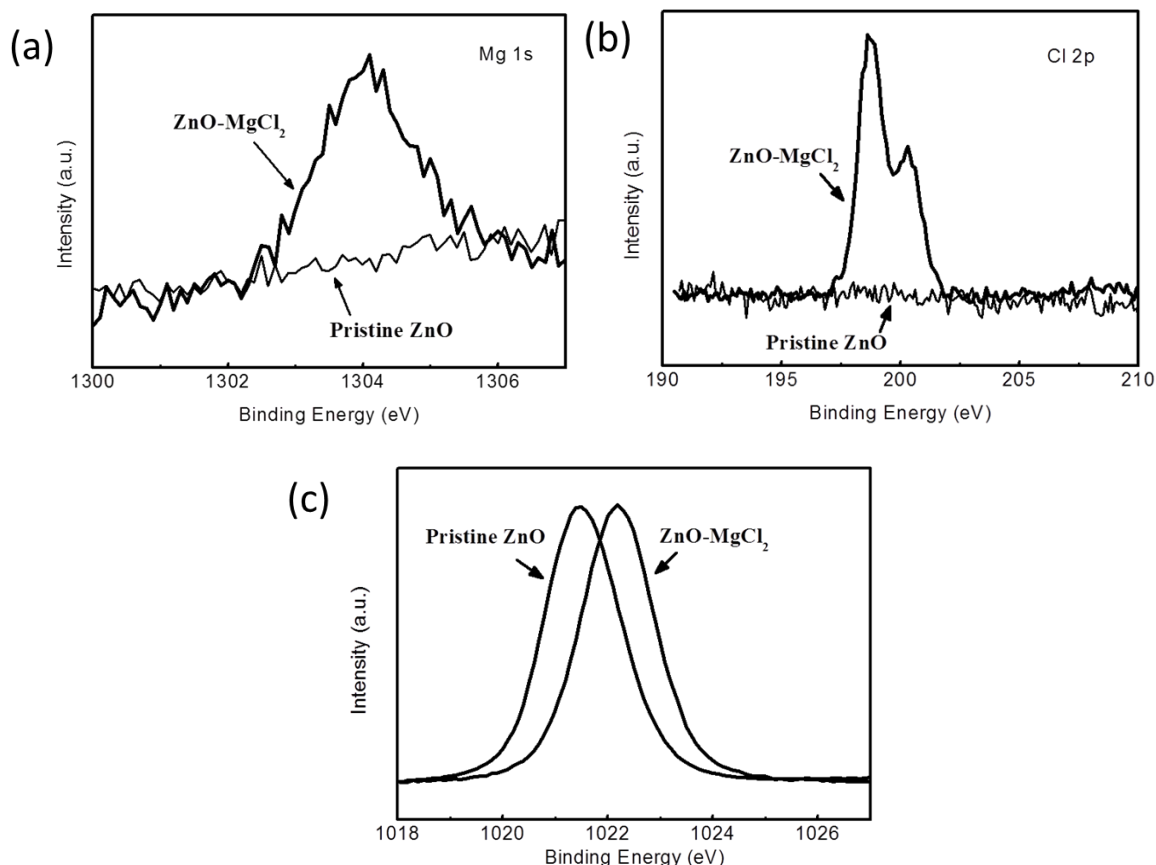 (a)
Mg 1s
ZnO-MgCl₂
Pristine ZnO
Intensity (a.u.)
1300 1302 1304 1306
Binding Energy (eV)
(b)
Cl 2p
ZnO-MgCl₂
Pristine ZnO
Intensity (a.u.)
190 195 200 205 210
Binding Energy (eV)
(c)
Pristine ZnO
ZnO-MgCl₂
Intensity (a.u.)
1018 1020 1022 1024 1026
Binding Energy (eV)